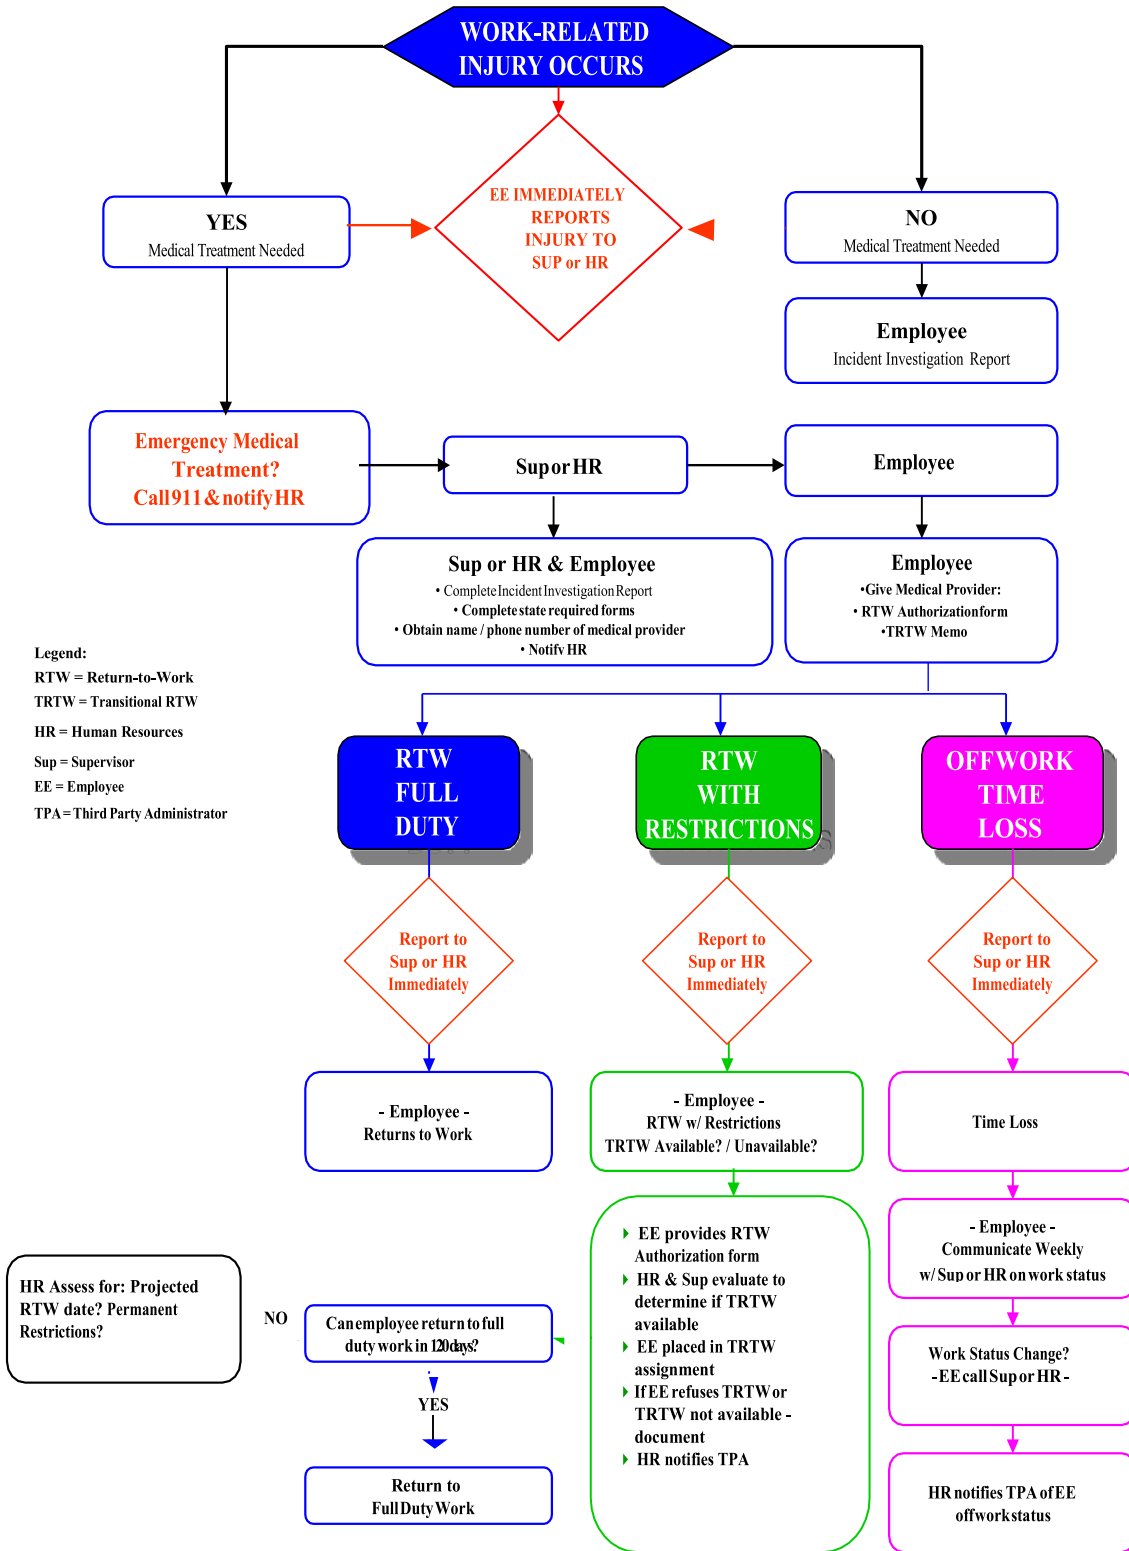 WORK-RELATED
INJURY OCCURS
EE IMMEDIATELY
REPORTS
INJURY TO
SUP or HR
YES
Medical Treatment Needed
NO
Medical Treatment Needed
Employee
Incident Investigation Report
Emergency Medical
Treatment?
Call 911 & notify HR
Sup or HR
Employee
Sup or HR & Employee
• Complete Incident Investigation Report
• Complete state required forms
• Obtain name / phone number of medical provider
• Notify HR
Employee
•Give Medical Provider:
• RTW Authorization form
•TRTW Memo
Legend:
RTW = Return-to-Work
TRTW = Transitional RTW
HR = Human Resources
Sup = Supervisor
EE = Employee
TPA = Third Party Administrator
RTW
FULL
DUTY
RTW
WITH
RESTRICTIONS
OFF WORK
TIME
LOSS
Report to
Sup or HR
Immediately
Report to
Sup or HR
Immediately
Report to
Sup or HR
Immediately
- Employee -
Returns to Work
- Employee -
RTW w/ Restrictions
TRTW Available? / Unavailable?
Time Loss
EE provides RTW
Authorization form
HR & Sup evaluate to
determine if TRTW
available
EE placed in TRTW
assignment
If EE refuses TRTW or
TRTW not available -
document
HR notifies TPA
- Employee -
Communicate Weekly
w/ Sup or HR on work status
Work Status Change?
- EE call Sup or HR -
HR notifies TPA of EE
off work status
HR Assess for: Projected
RTW date? Permanent
Restrictions?
NO
Can employee return to full
duty work in 120 days?
YES
Return to
Full Duty Work